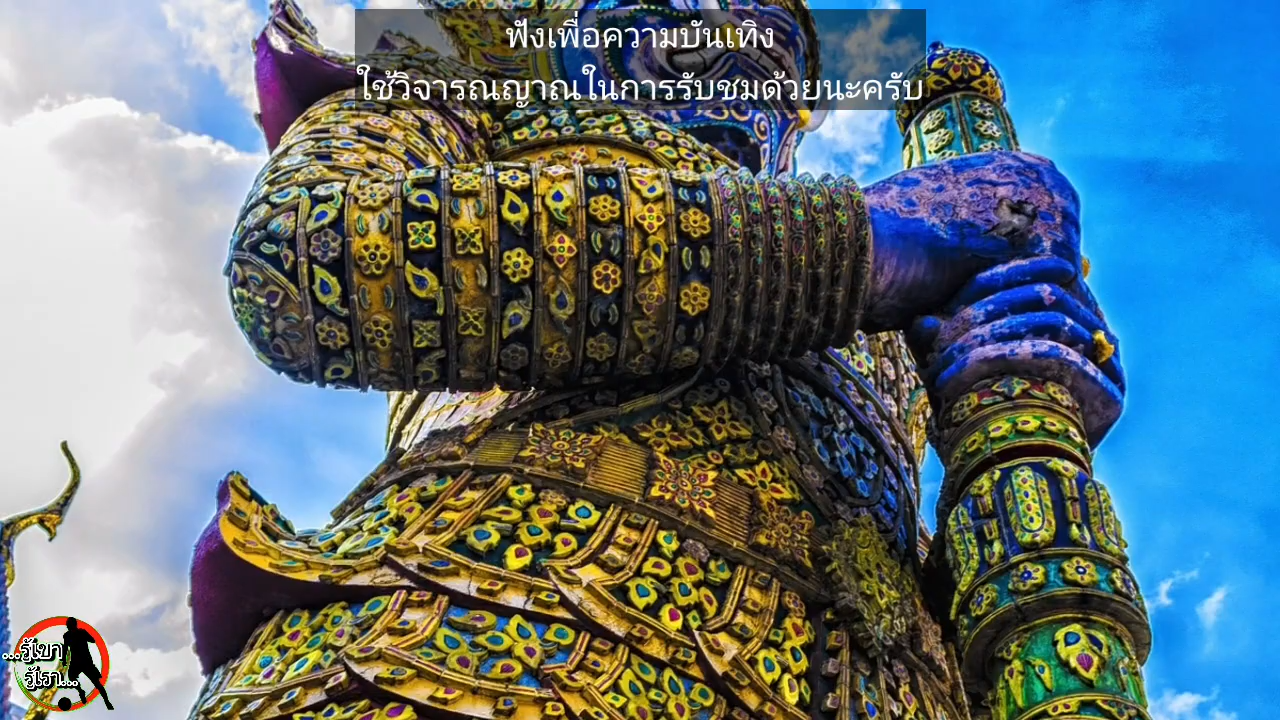 ฟังเพื่อความบันเทิง
ใช้วิจารณญาณในการรับชมด้วยนะครับ
...รู้เขา
รู้เรา...